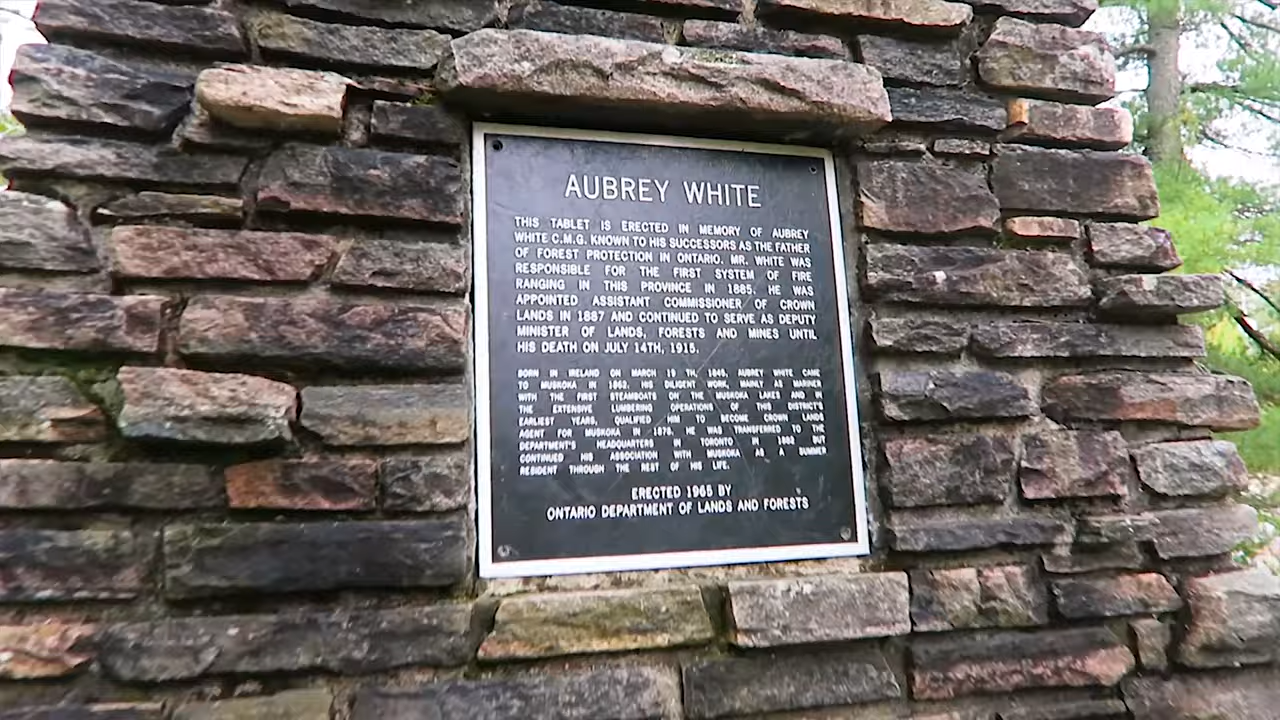 AUBREY WHITE
THIS TABLET IS ERECTED IN MEMORY OF AUBREY
WHITE C.M.G. KNOWN TO HIS SUCCESSORS AS THE FATHER
OF FOREST PROTECTION IN ONTARIO. MR. WHITE WAS
RESPONSIBLE FOR THE FIRST SYSTEM OF FIRE
RANGING IN THIS PROVINCE IN 1885. HE WAS
APPOINTED ASSISTANT COMMISSIONER OF CROWN
LANDS IN 1887 AND CONTINUED TO SERVE AS DEPUTY
MINISTER OF LANDS, FORESTS AND MINES UNTIL
HIS DEATH ON JULY 14TH, 1915.
BORN IN IRELAND ON MARCH 19 TH, 1845, AUBREY WHITE CAME
TO MUSKOKA IN 1862. HIS DILIGENT WORK, MAINLY AS MARINER
WITH THE FIRST STEAMBOATS ON THE MUSKOKA LAKES AND IN
THE EXTENSIVE LUMBERING OPERATIONS OF THIS DISTRICT'S
EARLIEST YEARS, QUALIFIED HIM TO BECOME CROWN LANDS
AGENT FOR MUSKOKA IN 1878. HE WAS TRANSFERRED TO THE
DEPARTMENT'S HEADQUARTERS IN TORONTO IN 1882 BUT
CONTINUED HIS ASSOCIATION WITH MUSKOKA AS A SUMMER
RESIDENT THROUGH THE REST OF HIS LIFE.
ERECTED 1965 BY
ONTARIO DEPARTMENT OF LANDS AND FORESTS